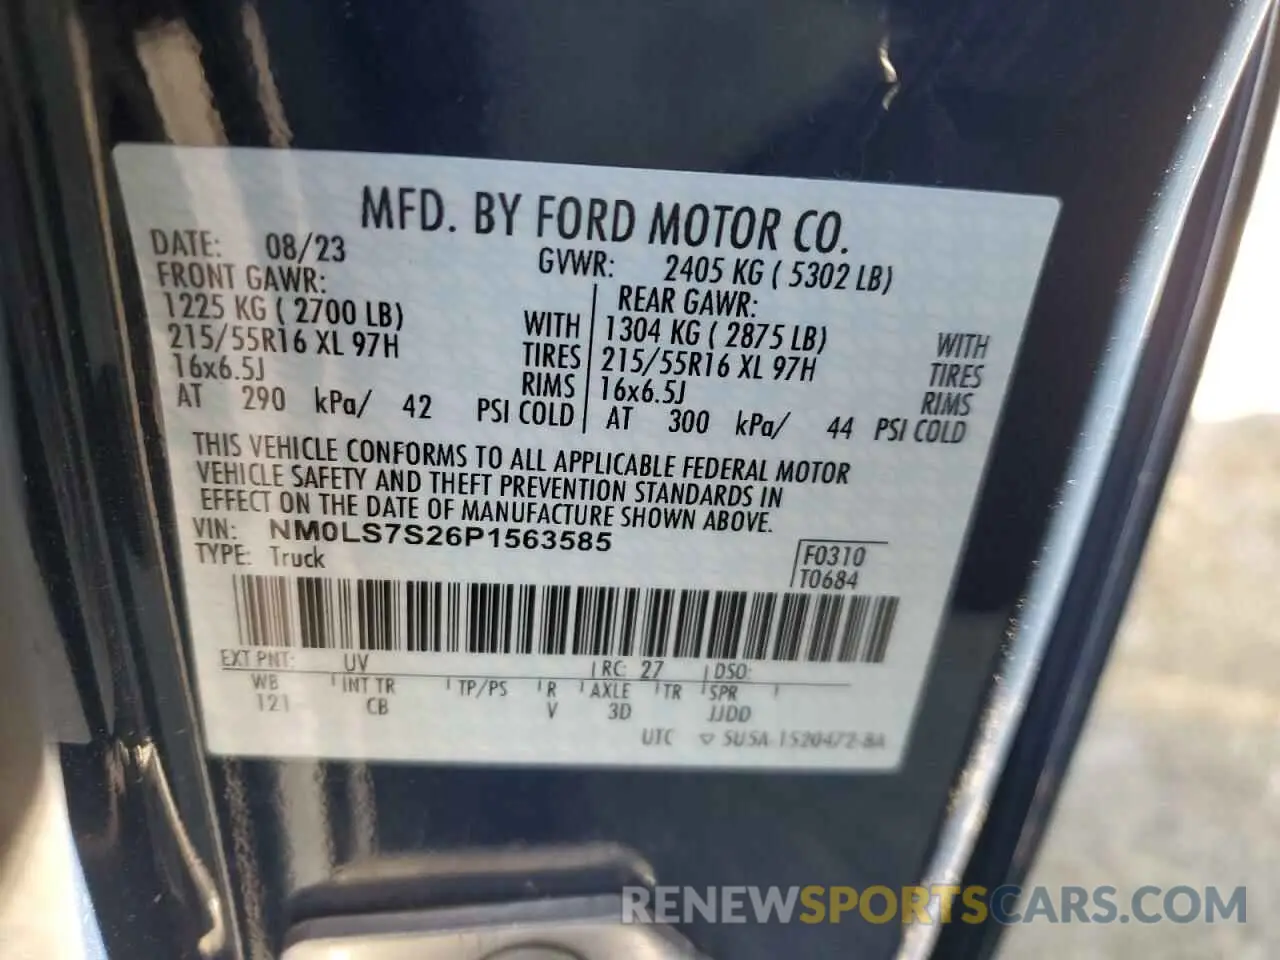 MFD. BY FORD MOTOR CO.
DATE: 08/23 GVWR: 2405 KG ( 5302 LB)
FRONT GAWR: REAR GAWR:
1225 KG ( 2700 LB) WITH 1304 KG ( 2875 LB) WITH
215/55R16 XL 97H TIRES 215/55R16 XL 97H TIRES
16x6.5J RIMS 16x6.5J RIMS
AT 290 kPa/ 42 PSI COLD AT 300 kPa/ 44 PSI COLD
THIS VEHICLE CONFORMS TO ALL APPLICABLE FEDERAL MOTOR
VEHICLE SAFETY AND THEFT PREVENTION STANDARDS IN
EFFECT ON THE DATE OF MANUFACTURE SHOWN ABOVE.
VIN: NM0LS7S26P1563585
TYPE: Truck
F0310
T0684
EXT PNT: UV RC: 27 DSO:
WB INT TR TP/PS R AXLE TR SPR
121 CB V 3D JJDD
UTC ▽ SU5A-1520472-BA
RENEWSPORTSCARS.COM